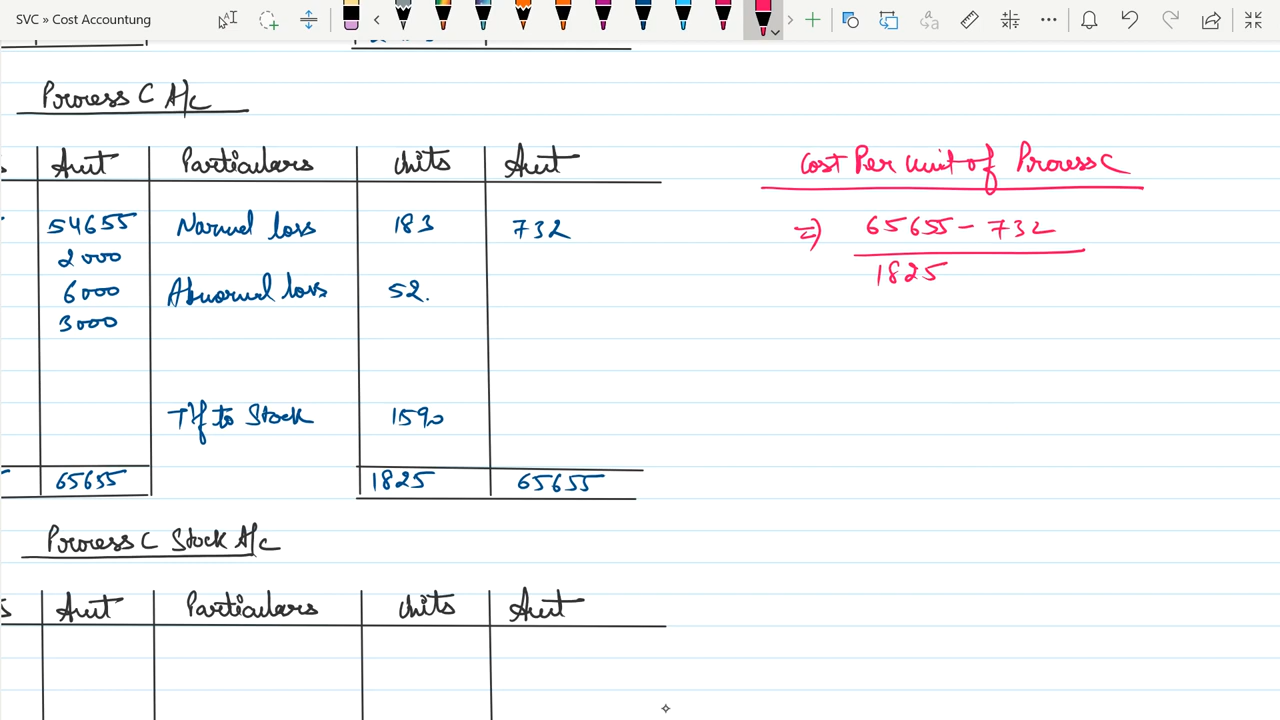 SVC » Cost Accountung
Process C A/c
s Amt Particulars Units Amt
54655 Normal loss 183 732
2000
6000 Abnormal loss 52.
3000
T/f to Stock 1590
65655 1825 65655
Cost Per unit of Process C
=) 65655 - 732
1825
Process C Stock A/c
s Amt Particulars Units Amt